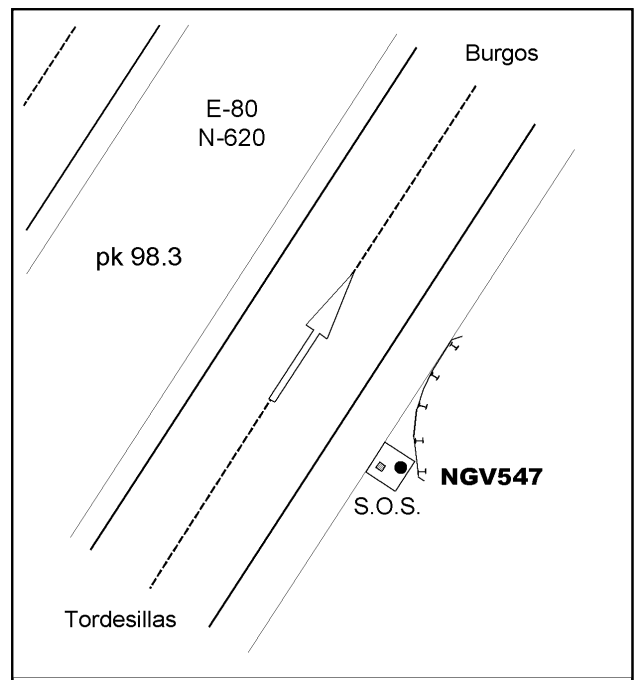 Burgos
E-80
N-620
pk 98.3
NGV547
S.O.S.
Tordesillas